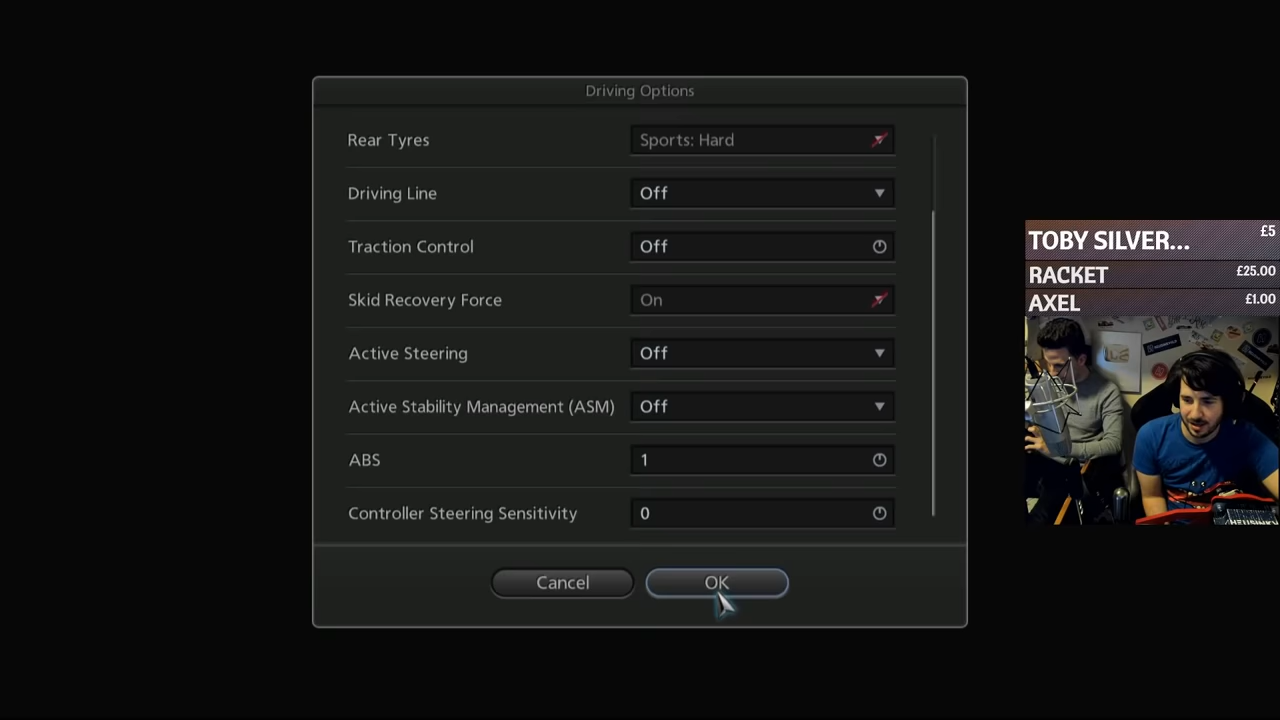 Driving Options
Rear Tyres Sports: Hard
Driving Line Off
Traction Control Off
Skid Recovery Force On
Active Steering Off
Active Stability Management (ASM) Off
ABS 1
Controller Steering Sensitivity 0
Cancel OK
TOBY SILVER... £5
RACKET £25.00
AXEL £1.00